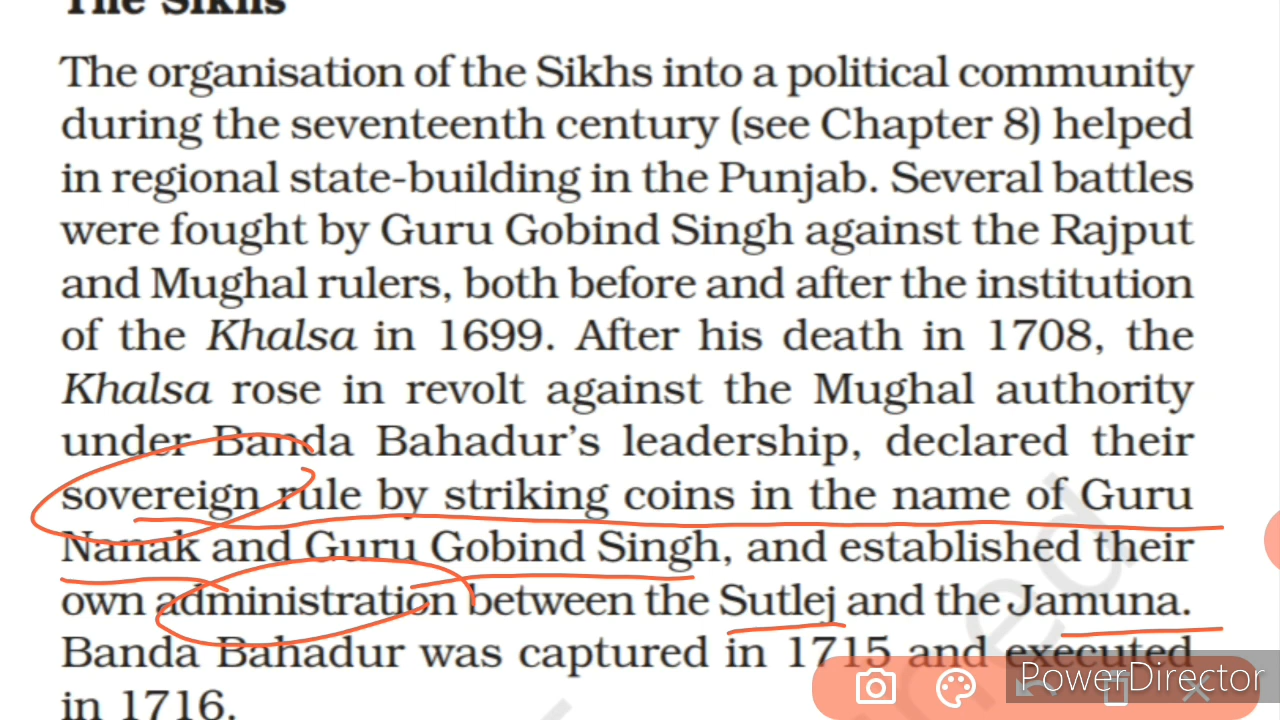 The Sikhs
The organisation of the Sikhs into a political community
during the seventeenth century (see Chapter 8) helped
in regional state-building in the Punjab. Several battles
were fought by Guru Gobind Singh against the Rajput
and Mughal rulers, both before and after the institution
of the Khalsa in 1699. After his death in 1708, the
Khalsa rose in revolt against the Mughal authority
under Banda Bahadur’s leadership, declared their
sovereign rule by striking coins in the name of Guru
Nanak and Guru Gobind Singh, and established their
own administration between the Sutlej and the Jamuna.
Banda Bahadur was captured in 1715 and executed
in 1716.
PowerDirector